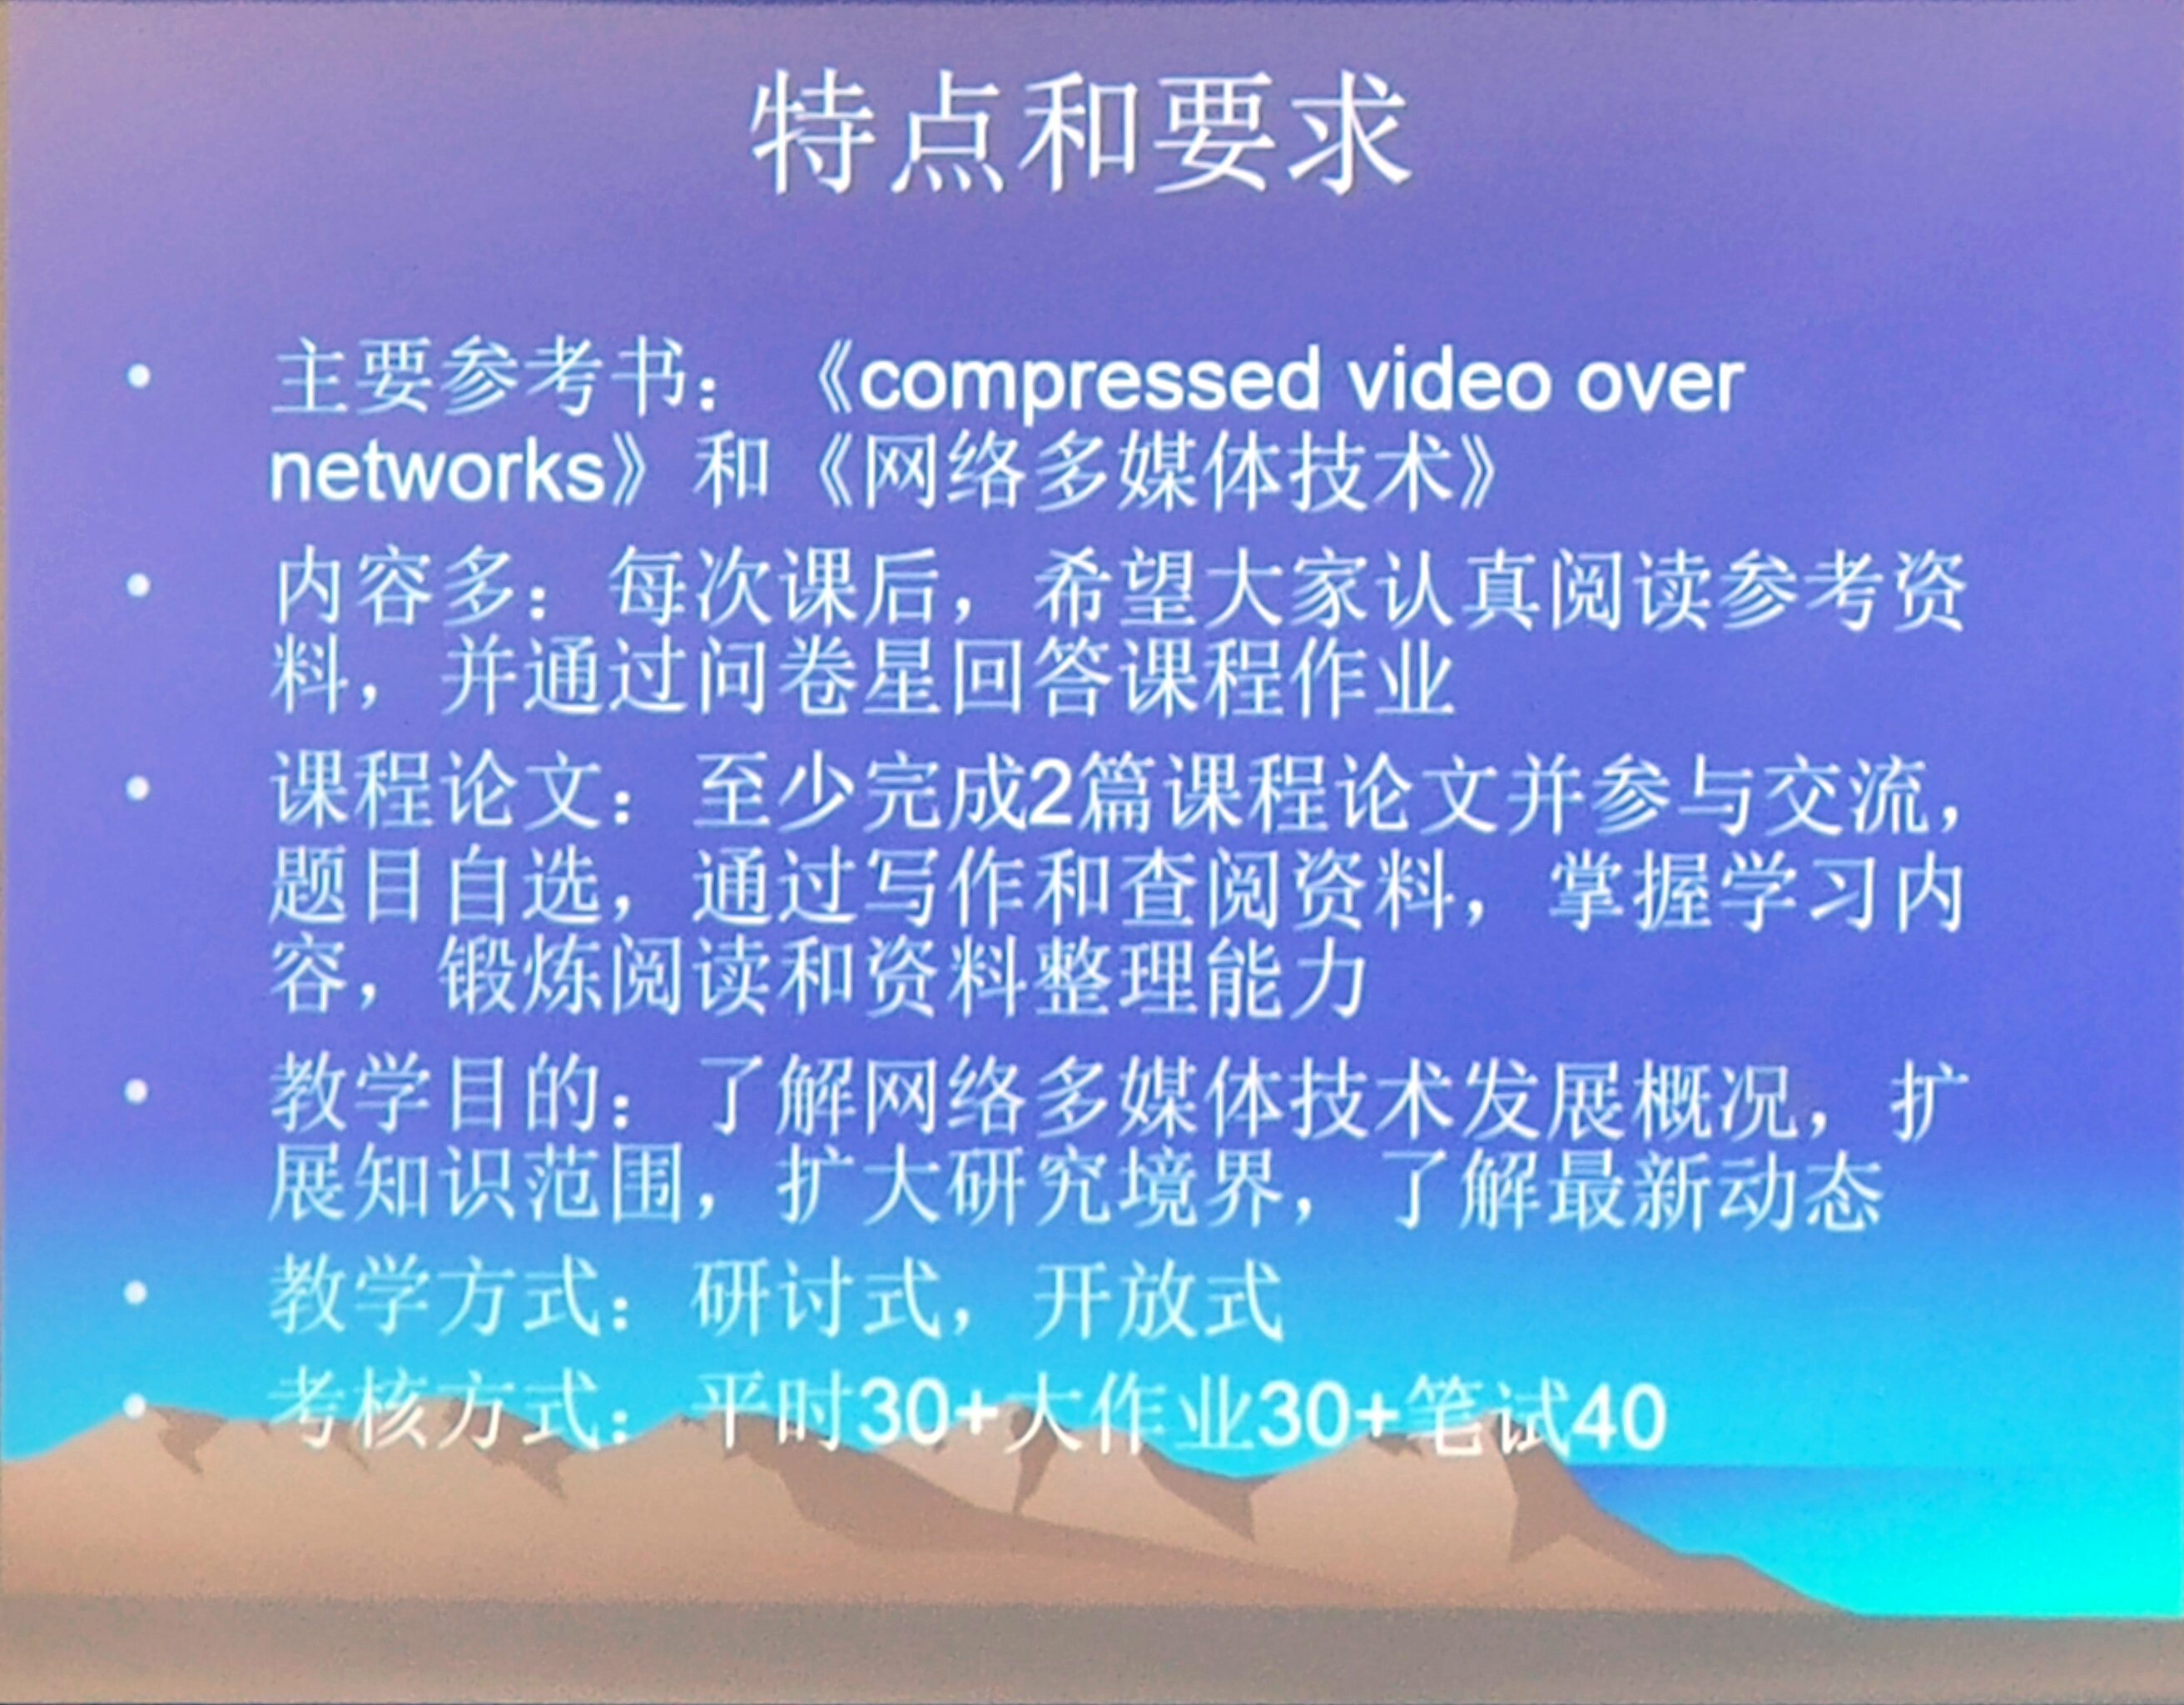 特点和要求
• 主要参考书：《compressed video over
networks》和《网络多媒体技术》
• 内容多：每次课后，希望大家认真阅读参考资
料，并通过问卷星回答课程作业
• 课程论文：至少完成2篇课程论文并参与交流，
题目自选，通过写作和查阅资料，掌握学习内
容，锻炼阅读和资料整理能力
• 教学目的：了解网络多媒体技术发展概况，扩
展知识范围，扩大研究境界，了解最新动态
• 教学方式：研讨式，开放式
• 考核方式：平时30+大作业30+笔试40